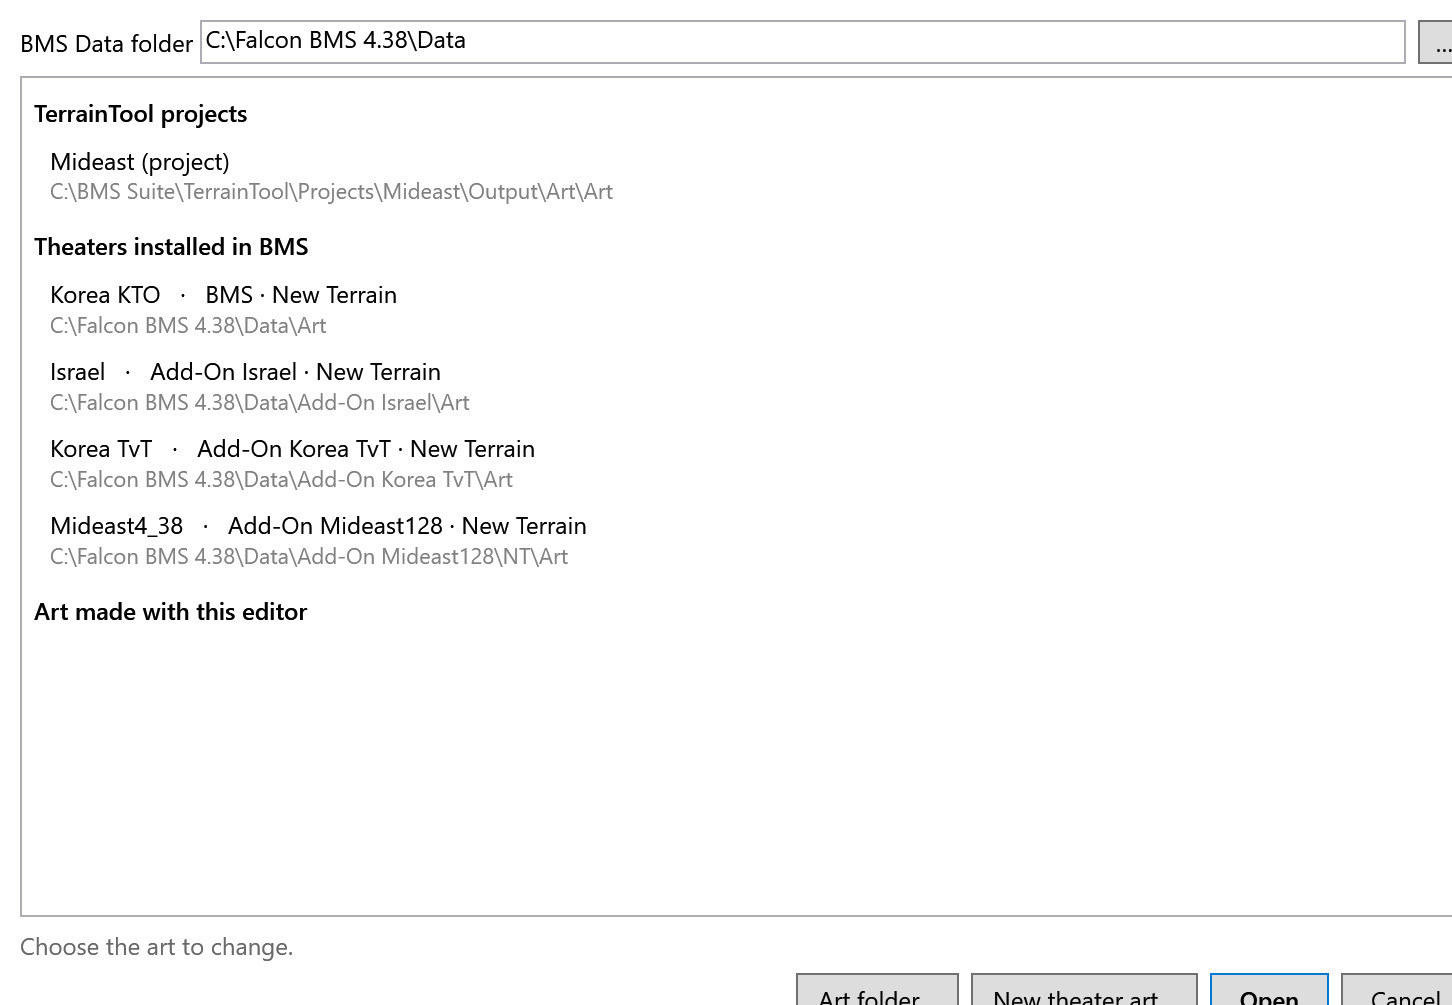 BMS Data folder C:\Falcon BMS 4.38\Data ...
TerrainTool projects
Mideast (project)
C:\BMS Suite\TerrainTool\Projects\Mideast\Output\Art\Art
Theaters installed in BMS
Korea KTO · BMS · New Terrain
C:\Falcon BMS 4.38\Data\Art
Israel · Add-On Israel · New Terrain
C:\Falcon BMS 4.38\Data\Add-On Israel\Art
Korea TvT · Add-On Korea TvT · New Terrain
C:\Falcon BMS 4.38\Data\Add-On Korea TvT\Art
Mideast4_38 · Add-On Mideast128 · New Terrain
C:\Falcon BMS 4.38\Data\Add-On Mideast128\NT\Art
Art made with this editor
Choose the art to change.
Art folder... New theater art... Open Cancel